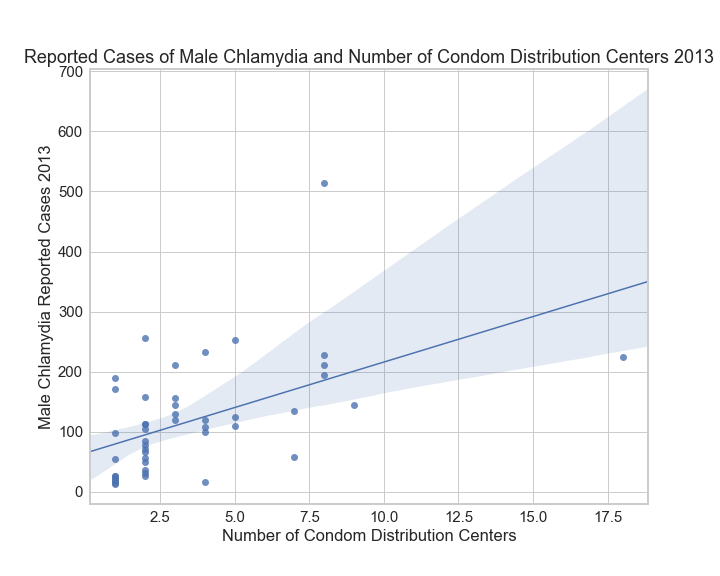 Reported Cases of Male Chlamydia and Number of Condom Distribution Centers 2013
700
600
500
400
300
200
100
0
Male Chlamydia Reported Cases 2013
2.5 5.0 7.5 10.0 12.5 15.0 17.5
Number of Condom Distribution Centers